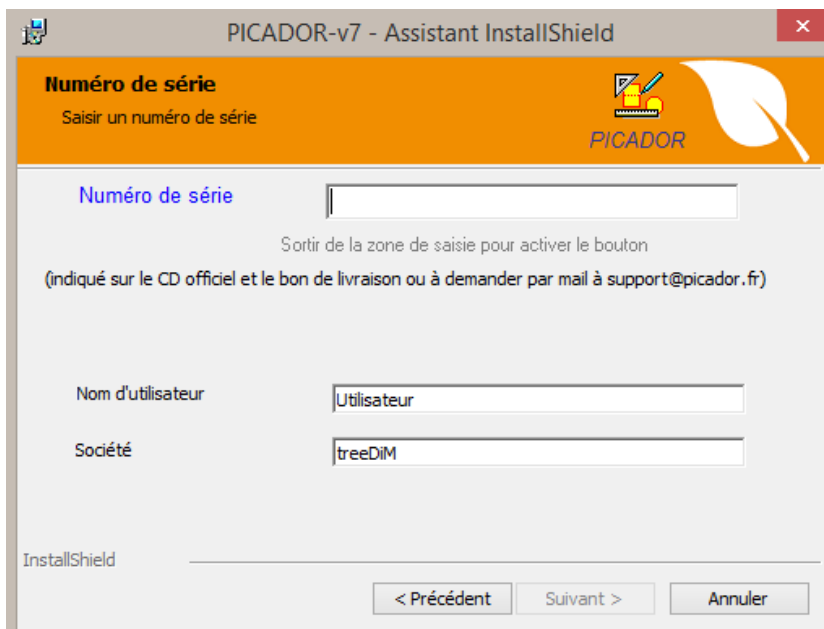 PICADOR-v7 - Assistant InstallShield
Numéro de série
Saisir un numéro de série
PICADOR
Numéro de série
Sortir de la zone de saisie pour activer le bouton
(indiqué sur le CD officiel et le bon de livraison ou à demander par mail à support@picador.fr)
Nom d'utilisateur
Utilisateur
Société
treeDiM
InstallShield
< Précédent
Suivant >
Annuler